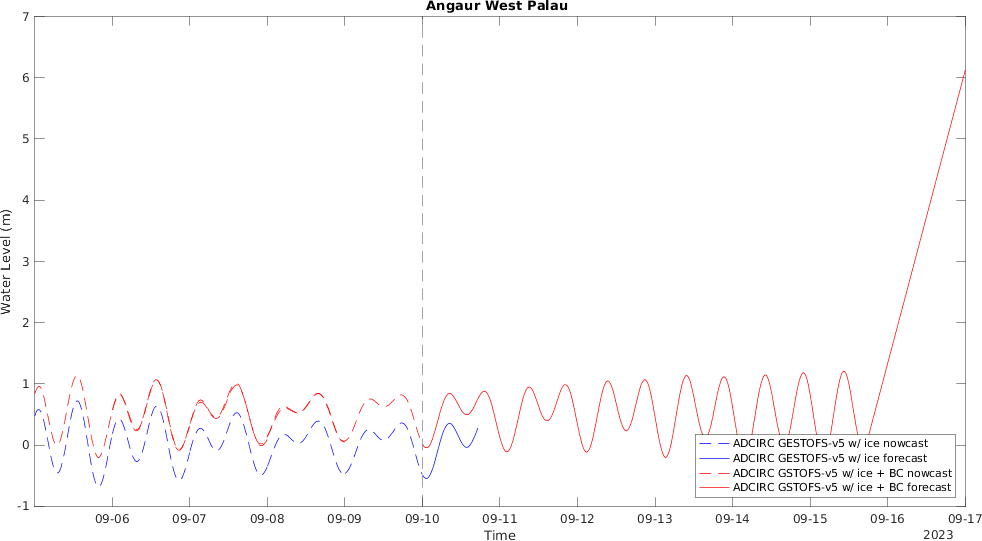 Angaur West Palau
7
6
5
4
3
2
1
0
-1
Water Level (m)
ADCIRC GESTOFS-v5 w/ ice nowcast
ADCIRC GESTOFS-v5 w/ ice forecast
ADCIRC GSTOFS-v5 w/ ice + BC nowcast
ADCIRC GSTOFS-v5 w/ ice + BC forecast
09-06 09-07 09-08 09-09 09-10 09-11 09-12 09-13 09-14 09-15 09-16 09-17
Time
2023